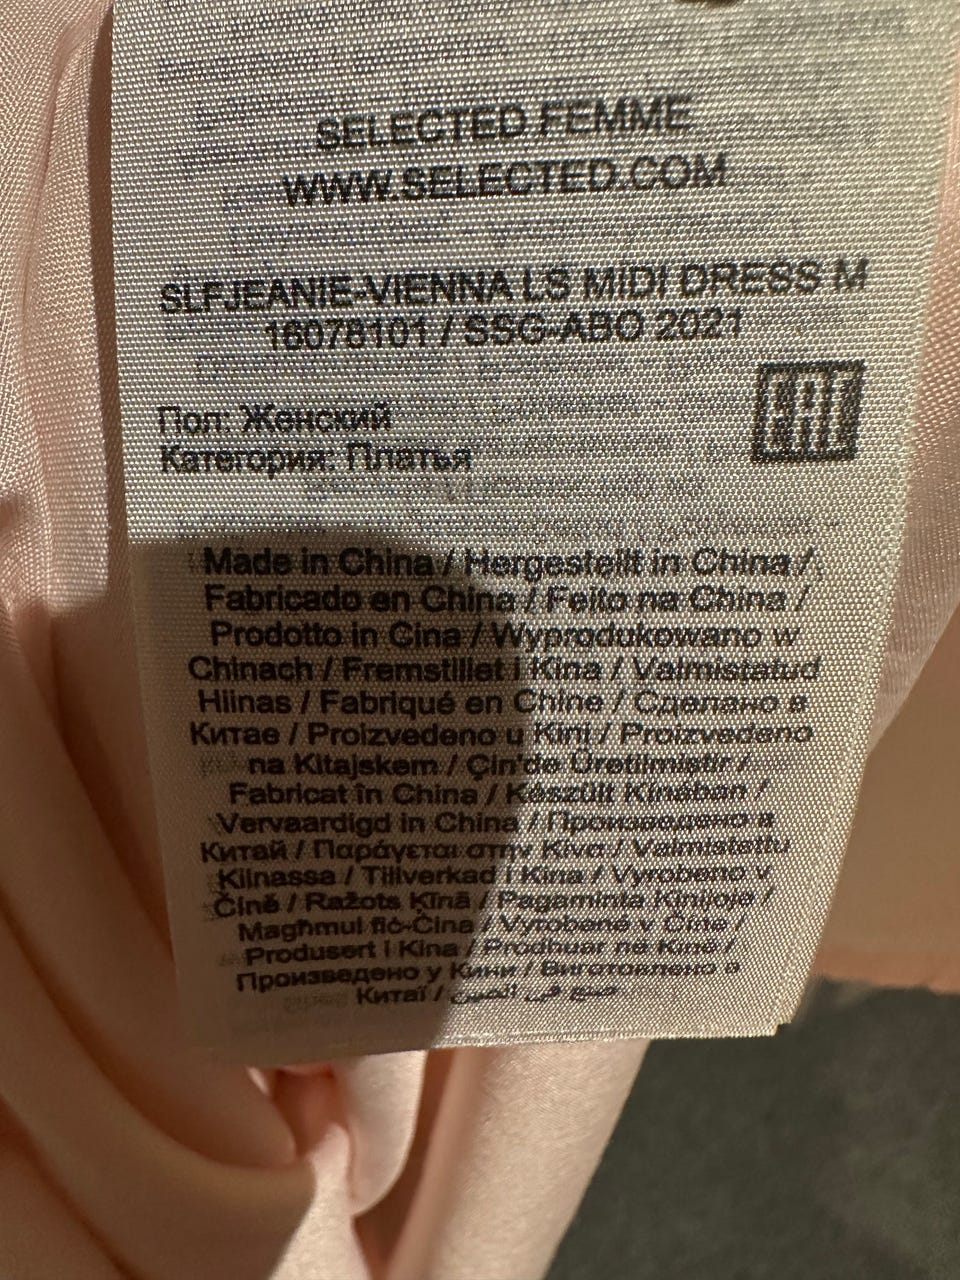 SELECTED FEMME
WWW.SELECTED.COM
SLFJEANIE-VIENNA LS MIDI DRESS M
16078101 / SSG-ABO 2021
EAC
Пол: Женский
Категория: Платья
Made in China / Hergestellt in China /
Fabricado en China / Feito na China /
Prodotto in Cina / Wyprodukowano w
Chinach / Fremstillet i Kina / Valmistatud
Hiinas / Fabriqué en Chine / Сделано в
Китае / Proizvedeno u Kini / Proizvedeno
na Kitajskem / Çin'de Üretilmistir /
Fabricat în China / Készült Kínában /
Vervaardigd in China / Произведено в
Китай / Παράγεται στην Κίνα / Valmistettu
Kiinassa / Tillverkad i Kina / Vyrobeno v
Číně / Ražots Ķīnā / Pagaminta Kinijoje /
Magħmul fiċ-Ċina / Vyrobené v Číne /
Produsert i Kina / Prodhuar në Kinë /
Произведено у Кини / Виготовлено в
Китаї / صنع في الصين